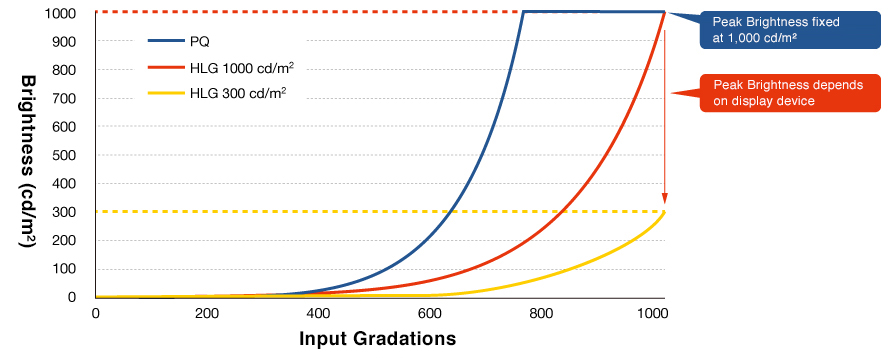 1000
900
800
700
600
500
400
300
200
100
0
Brightness (cd/m²)
PQ
HLG 1000 cd/m²
HLG 300 cd/m²
Peak Brightness fixed
at 1,000 cd/m²
Peak Brightness depends
on display device
0 200 400 600 800 1000
Input Gradations